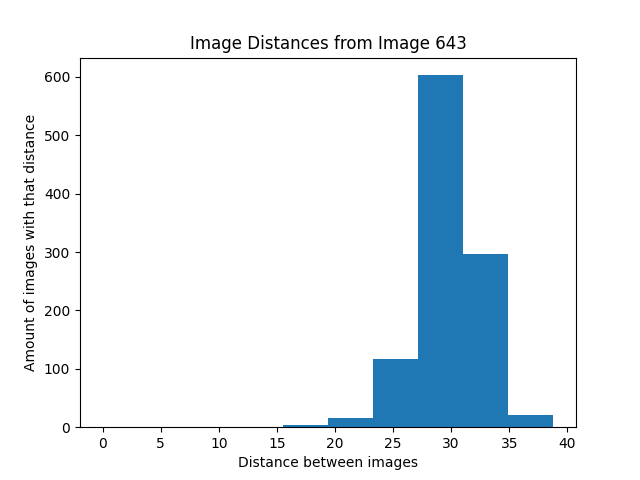 Image Distances from Image 643
Amount of images with that distance
600
500
400
300
200
100
0
0 5 10 15 20 25 30 35 40
Distance between images